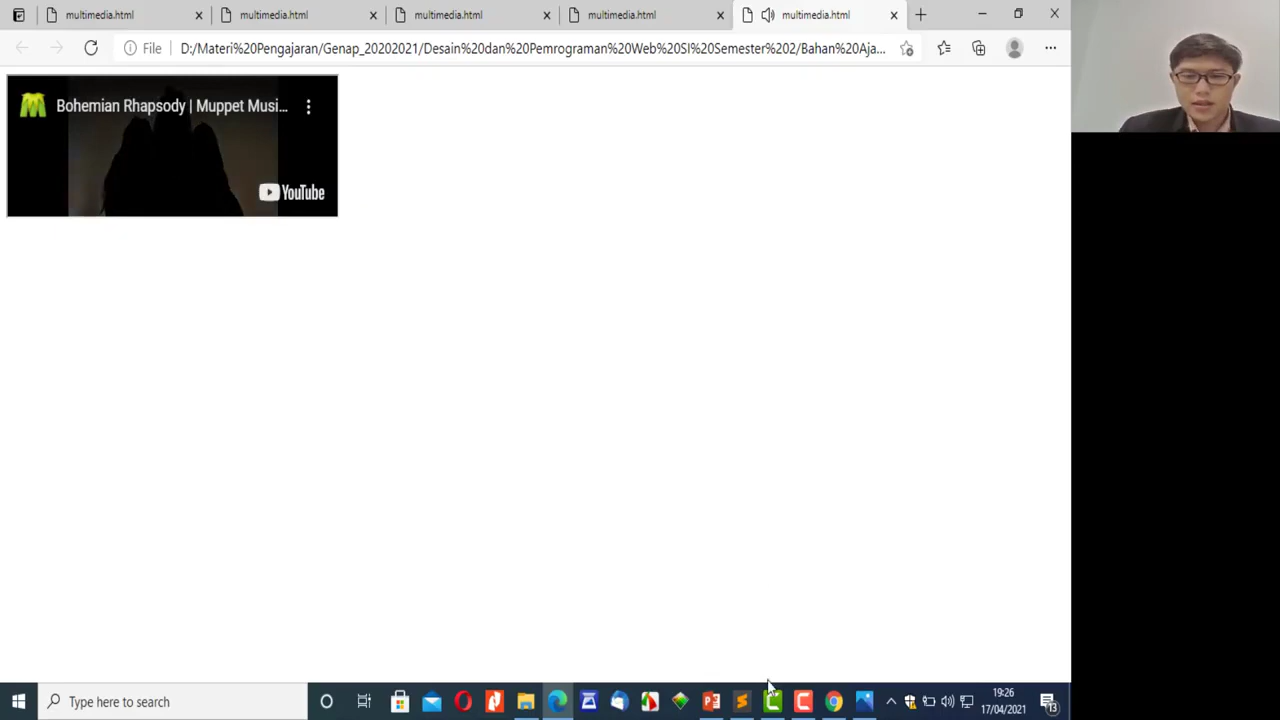 multimedia.html
multimedia.html
multimedia.html
multimedia.html
multimedia.html
File
D:/Materi%20Pengajaran/Genap_20202021/Desain%20dan%20Pemrograman%20Web%20SI%20Semester%202/Bahan%20Aja...
Bohemian Rhapsody | Muppet Musi...
YouTube
Type here to search
19:26
17/04/2021
13